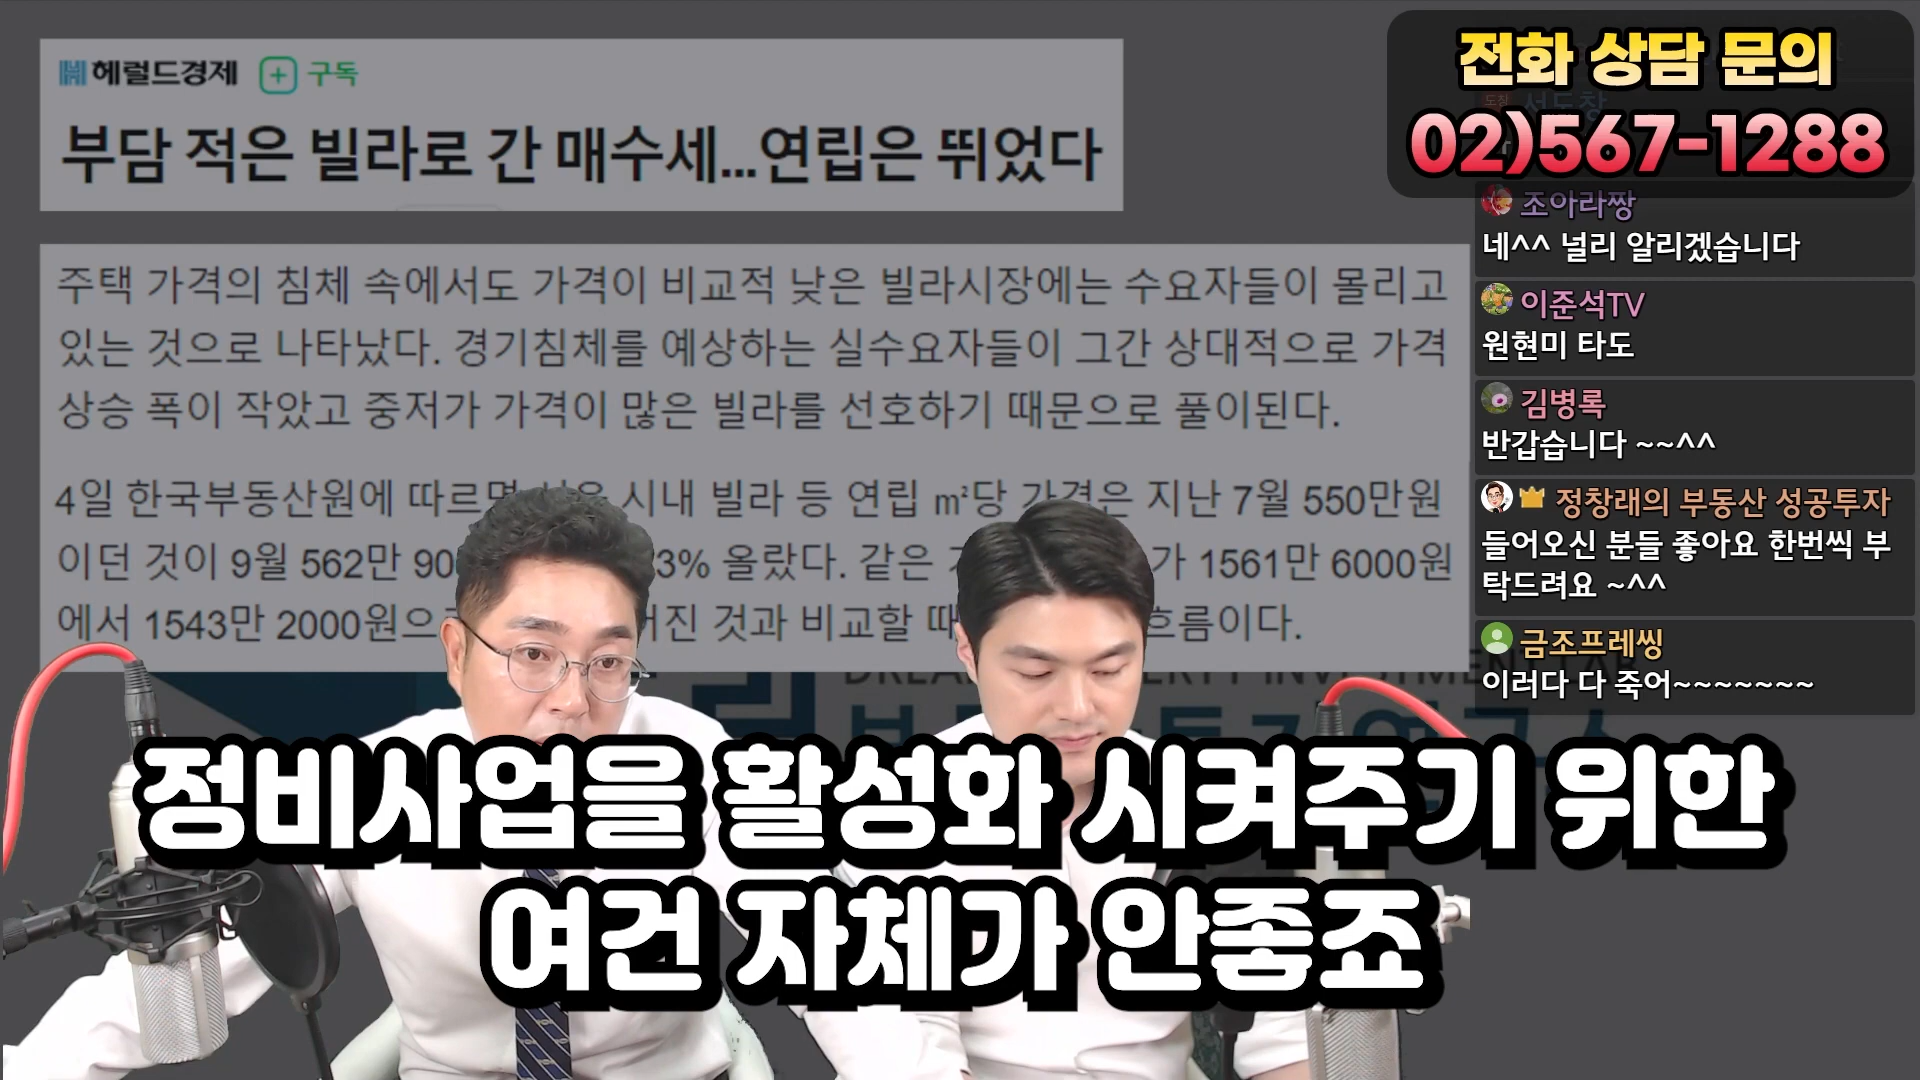 헤럴드경제 + 구독
부담 적은 빌라로 간 매수세...연립은 뛰었다
주택 가격의 침체 속에서도 가격이 비교적 낮은 빌라시장에는 수요자들이 몰리고
있는 것으로 나타났다. 경기침체를 예상하는 실수요자들이 그간 상대적으로 가격
상승 폭이 작았고 중저가 가격이 많은 빌라를 선호하기 때문으로 풀이된다.
4일 한국부동산원에 따르면 시내 빌라 등 연립 ㎡당 가격은 지난 7월 550만원
이던 것이 9월 562만 90 3% 올랐다. 같은 가 1561만 6000원
에서 1543만 2000원으 진 것과 비교할 때 흐름이다.
전화 상담 문의
02)567-1288
조아라짱
네^^ 널리 알리겠습니다
이준석TV
원현미 타도
김병록
반갑습니다 ~~^^
정창래의 부동산 성공투자
들어오신 분들 좋아요 한번씩 부
탁드려요 ~^^
금조프레씽
이러다 다 죽어~~~~~~~
정비사업을 활성화 시켜주기 위한
여건 자체가 안좋죠